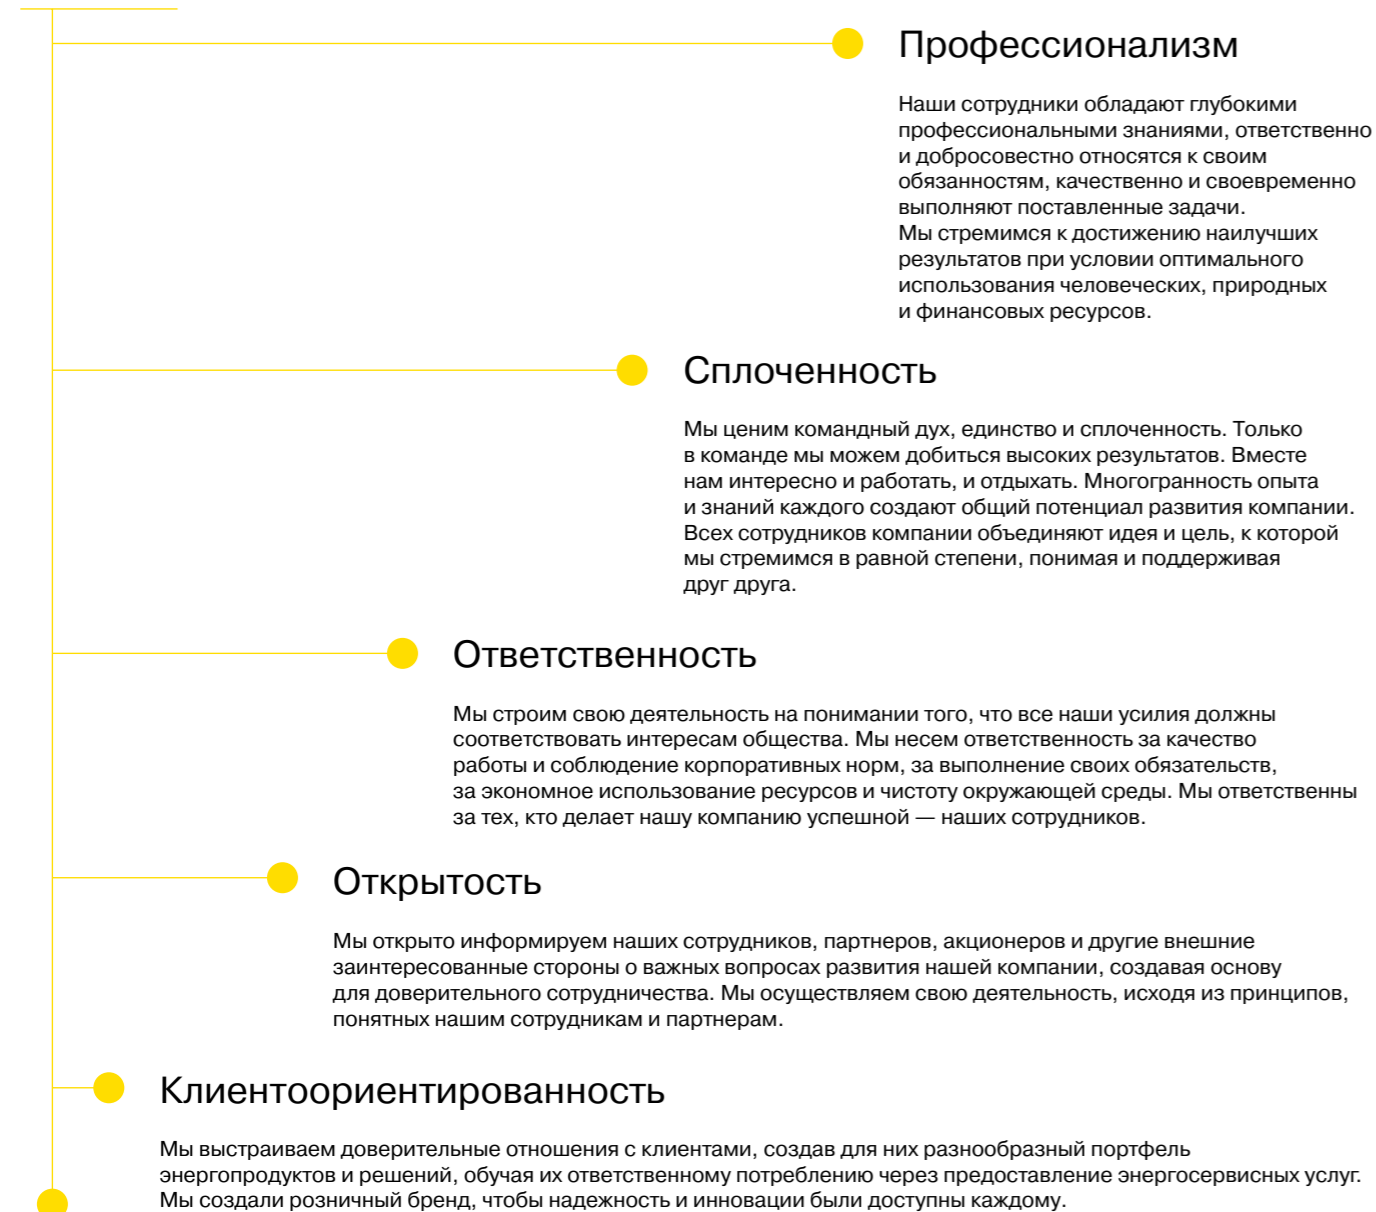 Профессионализм
Наши сотрудники обладают глубокими
профессиональными знаниями, ответственно
и добросовестно относятся к своим
обязанностям, качественно и своевременно
выполняют поставленные задачи.
Мы стремимся к достижению наилучших
результатов при условии оптимального
использования человеческих, природных
и финансовых ресурсов.
Сплоченность
Мы ценим командный дух, единство и сплоченность. Только
в команде мы можем добиться высоких результатов. Вместе
нам интересно и работать, и отдыхать. Многогранность опыта
и знаний каждого создают общий потенциал развития компании.
Всех сотрудников компании объединяют идея и цель, к которой
мы стремимся в равной степени, понимая и поддерживая
друг друга.
Ответственность
Мы строим свою деятельность на понимании того, что все наши усилия должны
соответствовать интересам общества. Мы несем ответственность за качество
работы и соблюдение корпоративных норм, за выполнение своих обязательств,
за экономное использование ресурсов и чистоту окружающей среды. Мы ответственны
за тех, кто делает нашу компанию успешной — наших сотрудников.
Открытость
Мы открыто информируем наших сотрудников, партнеров, акционеров и другие внешние
заинтересованные стороны о важных вопросах развития нашей компании, создавая основу
для доверительного сотрудничества. Мы осуществляем свою деятельность, исходя из принципов,
понятных нашим сотрудникам и партнерам.
Клиентоориентированность
Мы выстраиваем доверительные отношения с клиентами, создав для них разнообразный портфель
энергопродуктов и решений, обучая их ответственному потреблению через предоставление энергосервисных услуг.
Мы создали розничный бренд, чтобы надежность и инновации были доступны каждому.